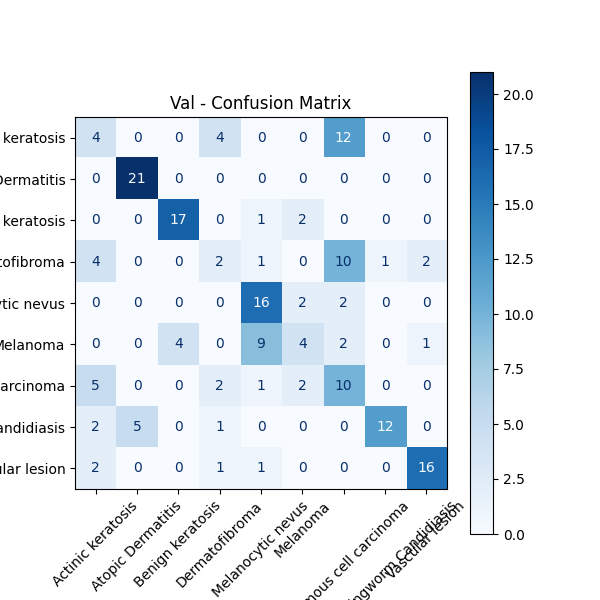 Val - Confusion Matrix
keratosis 4 0 0 4 0 0 12 0 0
Dermatitis 0 21 0 0 0 0 0 0 0
keratosis 0 0 17 0 1 2 0 0 0
tofibroma 4 0 0 2 1 0 10 1 2
ytic nevus 0 0 0 0 16 2 2 0 0
Melanoma 0 0 4 0 9 4 2 0 1
arcinoma 5 0 0 2 1 2 10 0 0
andidiasis 2 5 0 1 0 0 0 12 0
ular lesion 2 0 0 1 1 0 0 0 16
Actinic keratosis
Atopic Dermatitis
Benign keratosis
Dermatofibroma
Melanocytic nevus
Melanoma
mous cell carcinoma
ngworm Candidiasis
Vascular lesion
20.0
17.5
15.0
12.5
10.0
7.5
5.0
2.5
0.0